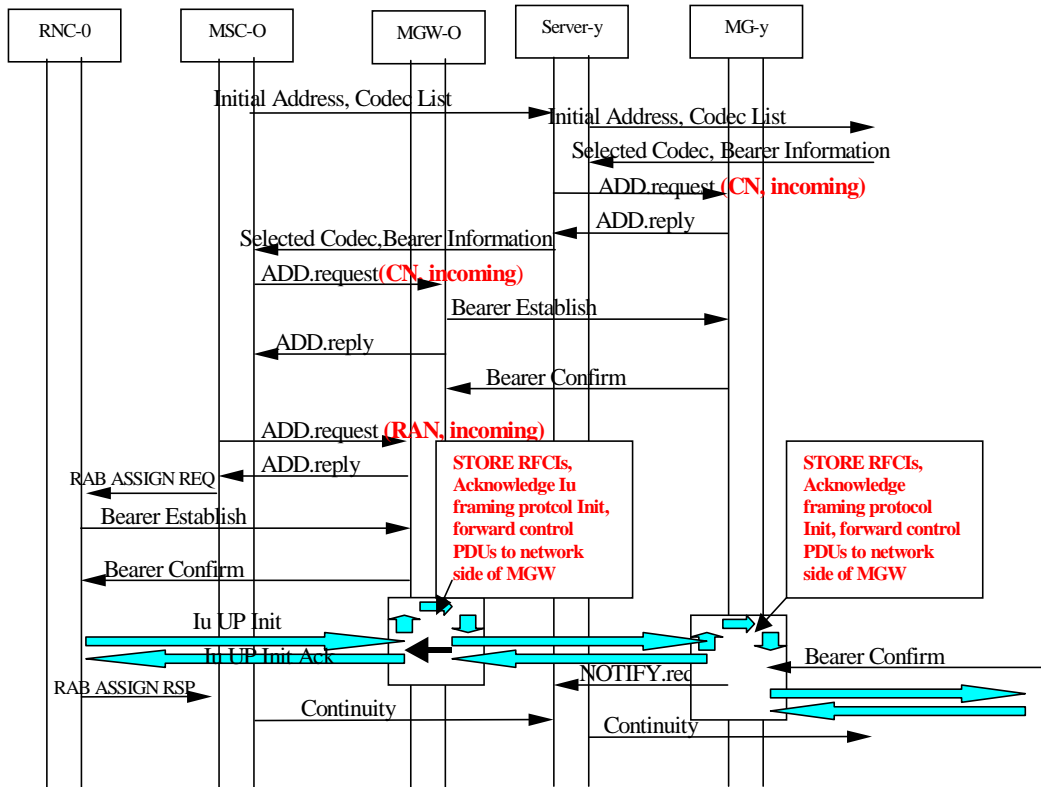 RNC-0
MSC-O
MGW-O
Server-y
MG-y
Initial Address, Codec List
Initial Address, Codec List
Selected Codec, Bearer Information
ADD.request (CN, incoming)
ADD.reply
Selected Codec,Bearer Information
ADD.request(CN, incoming)
Bearer Establish
ADD.reply
Bearer Confirm
ADD.request (RAN, incoming)
ADD.reply
RAB ASSIGN REQ
Bearer Establish
Bearer Confirm
STORE RFCIs,
Acknowledge Iu
framing protcol Init,
forward control
PDUs to network
side of MGW
STORE RFCIs,
Acknowledge
framing protocol
Init, forward control
PDUs to network
side of MGW
Iu UP Init
Iu UP Init Ack
Bearer Confirm
NOTIFY.req
RAB ASSIGN RSP
Continuity
Continuity